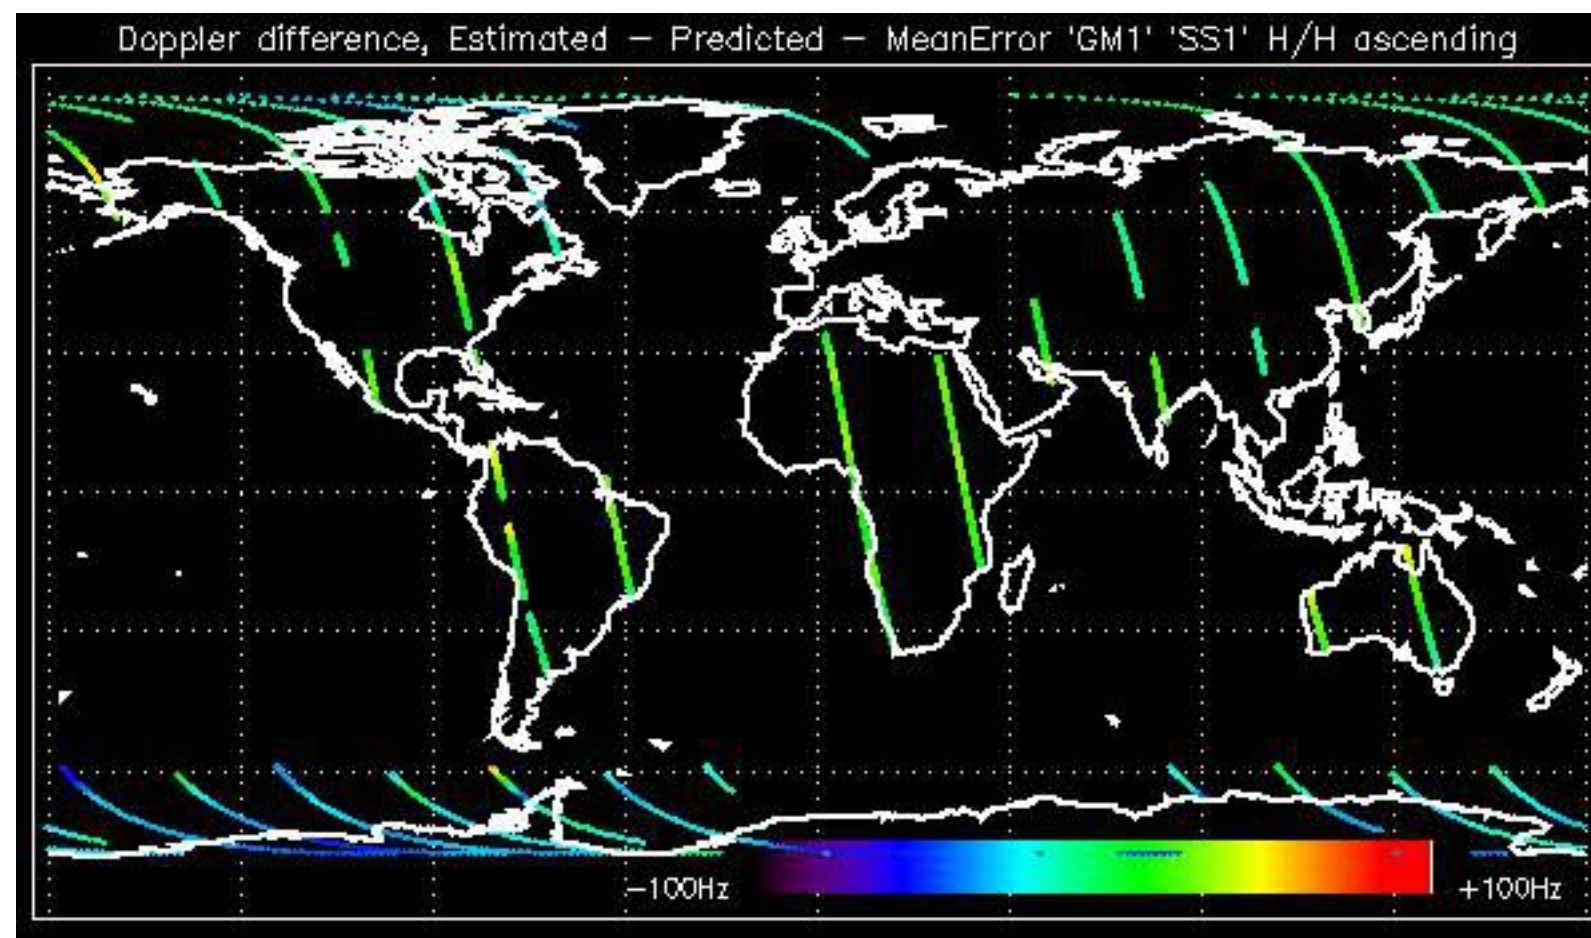 Doppler difference, Estimated – Predicted – MeanError 'GM1' 'SS1' H/H ascending
–100Hz
+100Hz